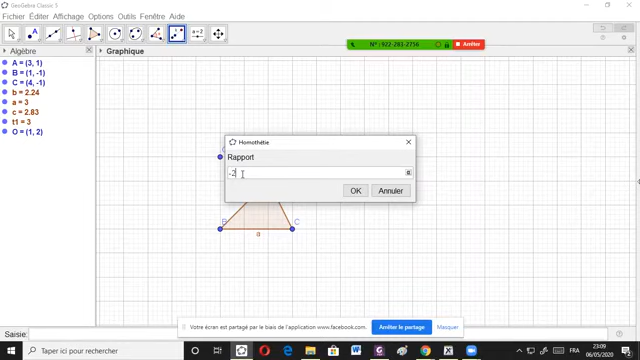 GeoGebra Classic 5
Fichier Éditer Affichage Options Outils Fenêtre Aide
A
a=2
N° : 922-283-2756
Arrêter
Algèbre
Graphique
A = (3, 1)
B = (1, -1)
C = (4, -1)
b = 2.24
a = 3
c = 2.83
t1 = 3
O = (1, 2)
Homothétie
Rapport
-2
α
OK
Annuler
B
C
a
Saisie:
Votre écran est partagé par le biais de l'application www.facebook.com.
Arrêter le partage
Masquer
Taper ici pour rechercher
FRA
23:09
06/05/2020